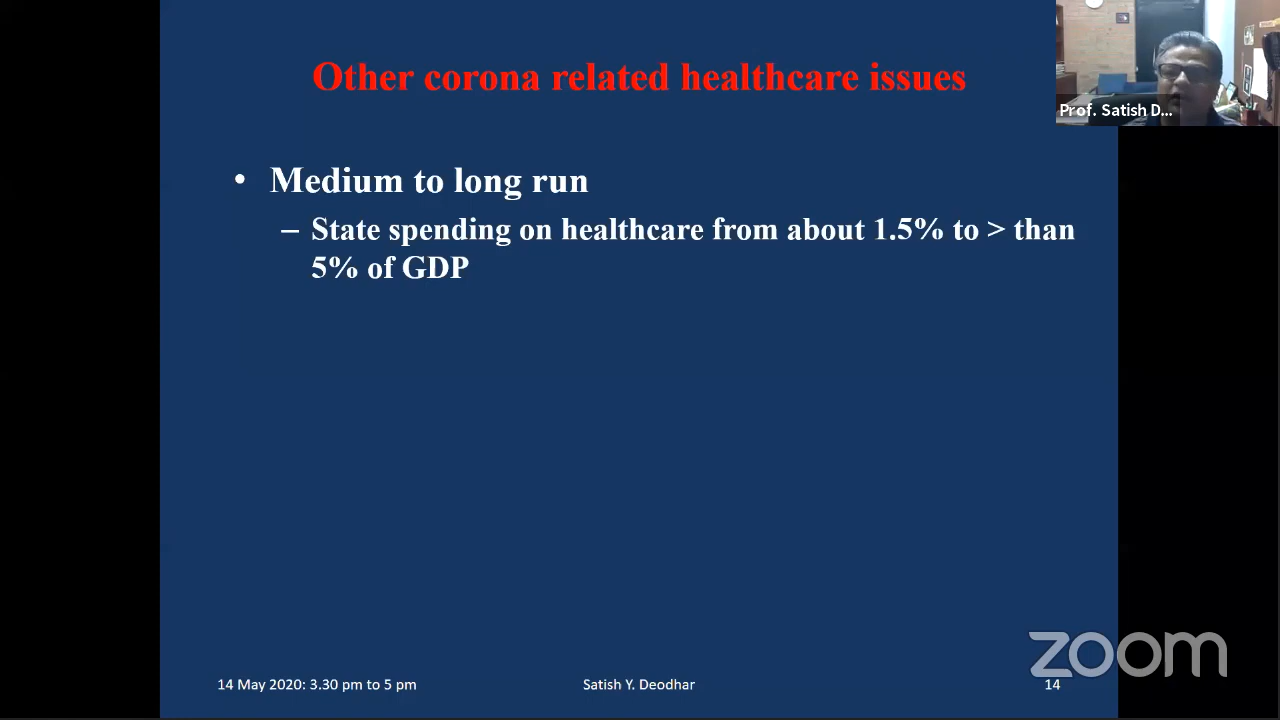 Other corona related healthcare issues
Prof. Satish D...
• Medium to long run
– State spending on healthcare from about 1.5% to > than
5% of GDP
zoom
14 May 2020: 3.30 pm to 5 pm
Satish Y. Deodhar
14